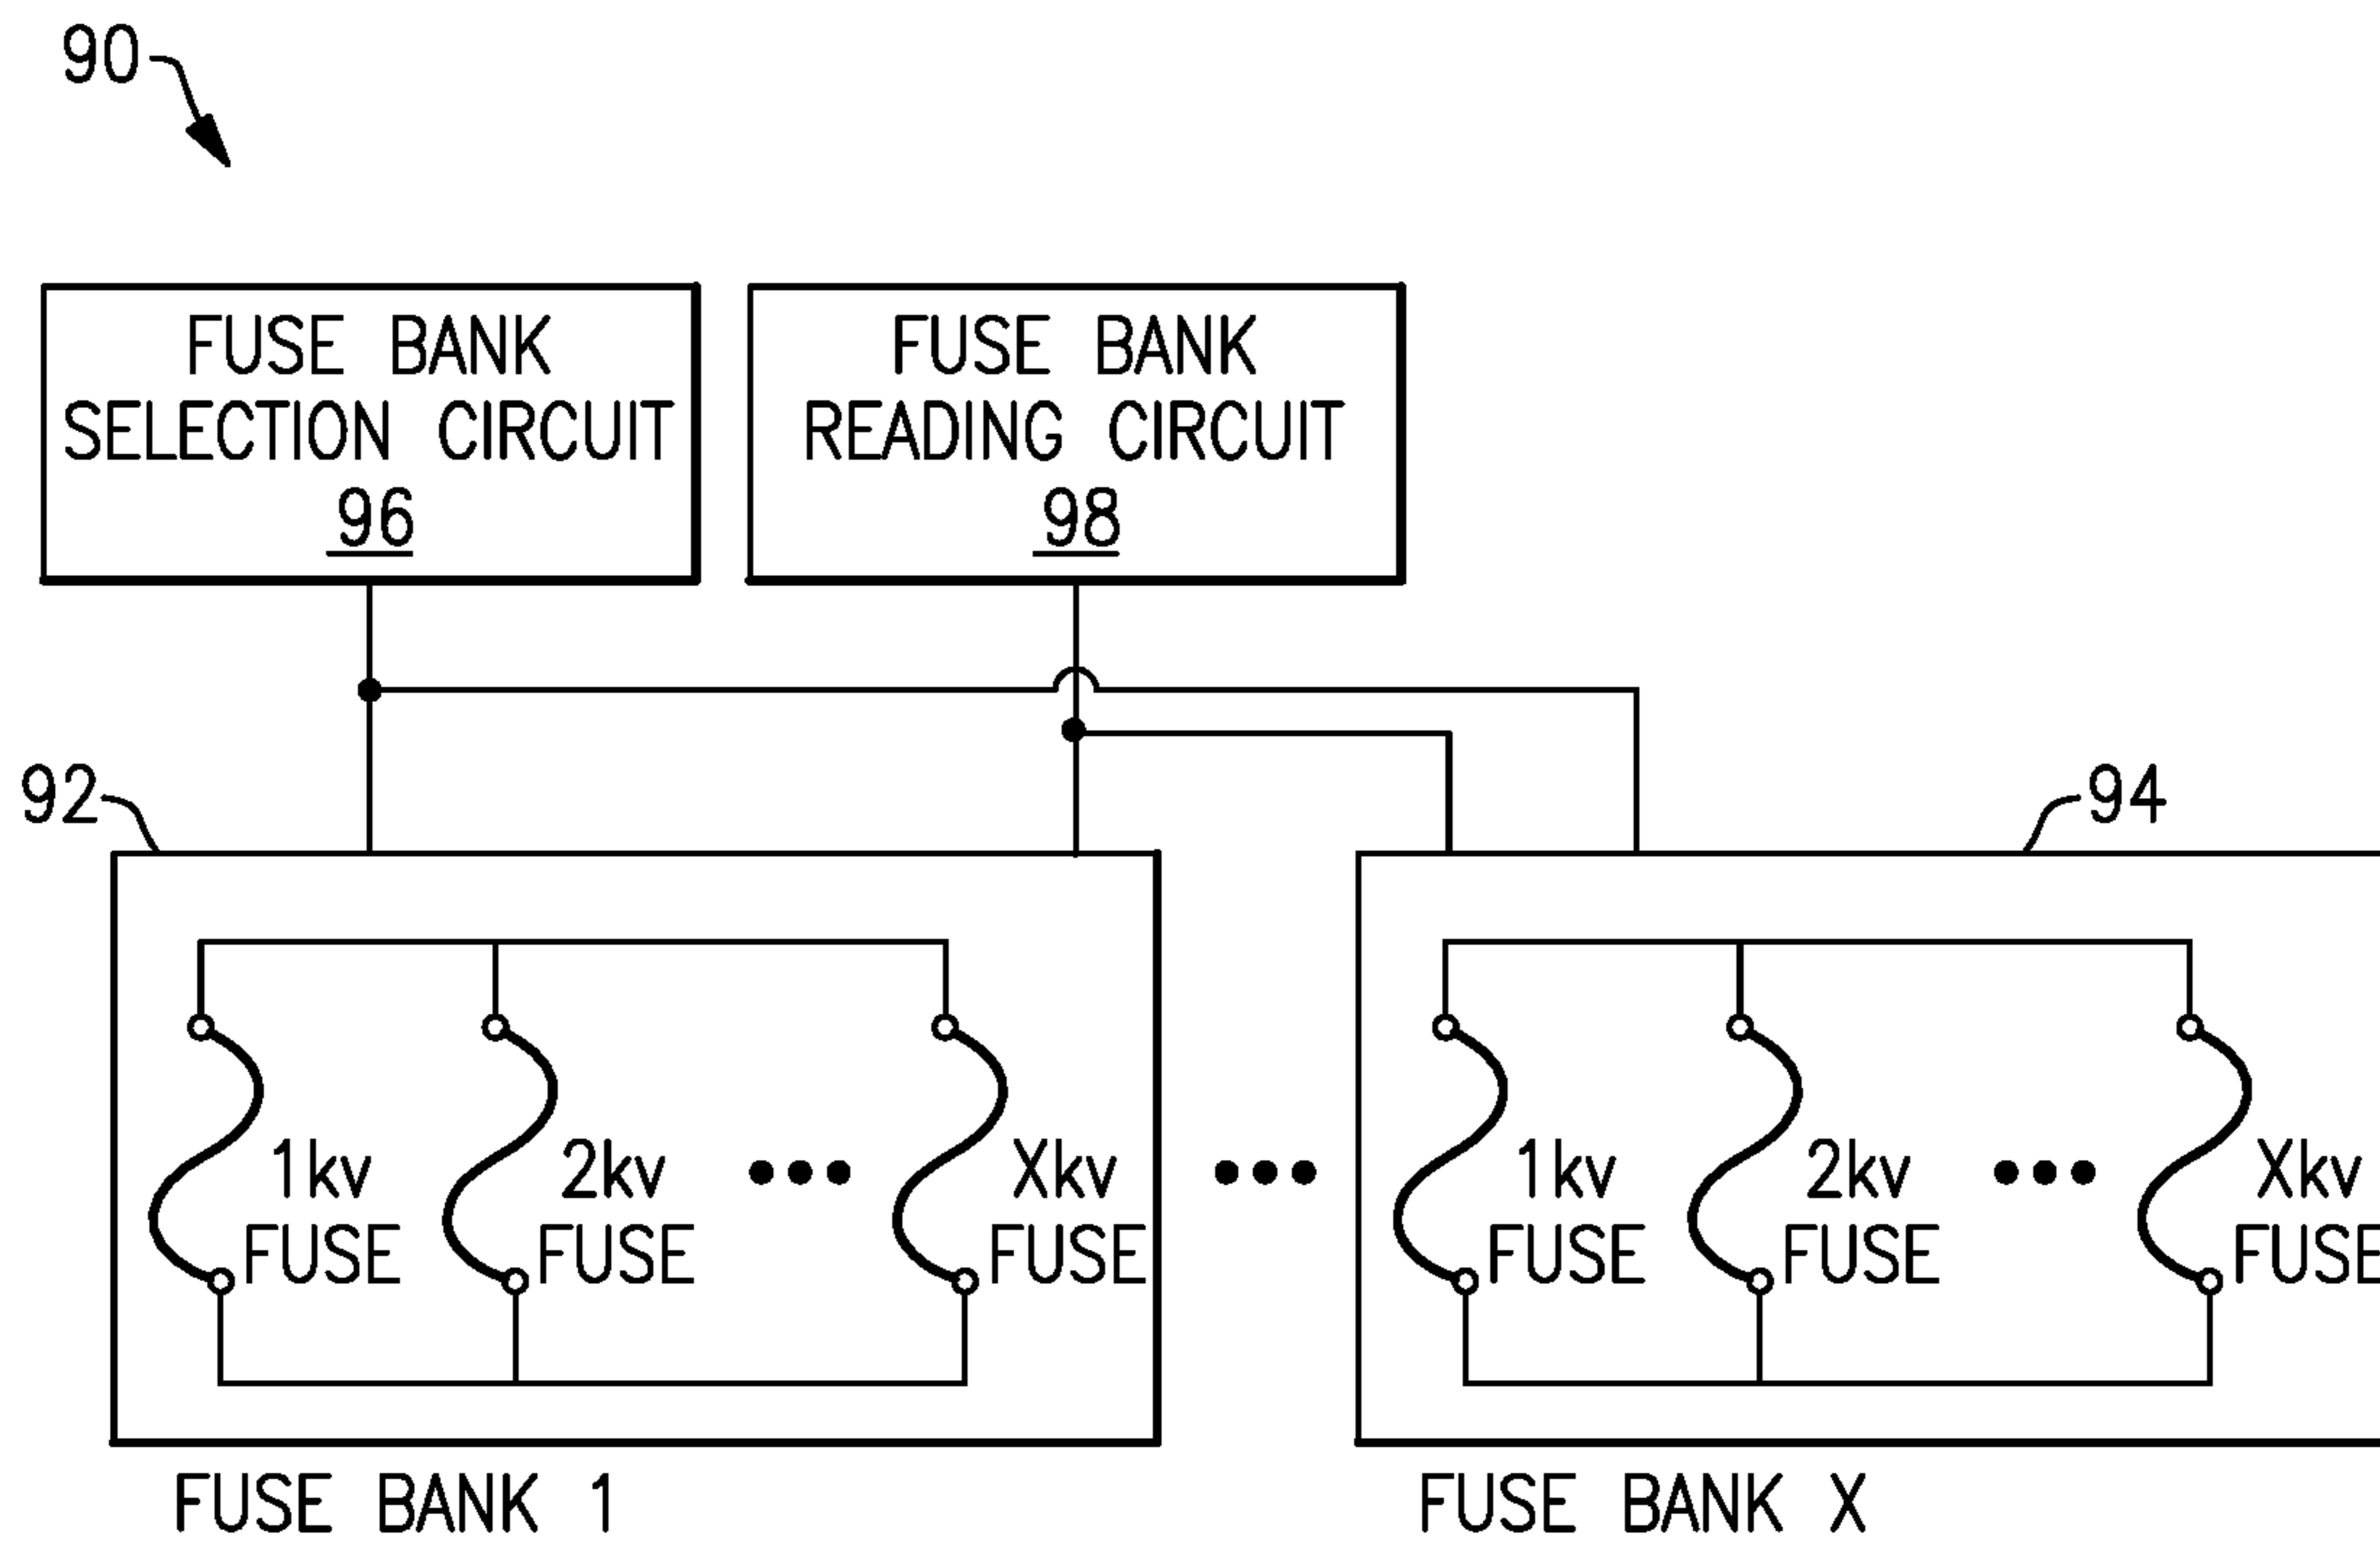 90
FUSE BANK
SELECTION CIRCUIT
96
FUSE BANK
READING CIRCUIT
98
92
94
1kv
FUSE
2kv
FUSE
Xkv
FUSE
1kv
FUSE
2kv
FUSE
Xkv
FUSE
FUSE BANK 1
FUSE BANK X